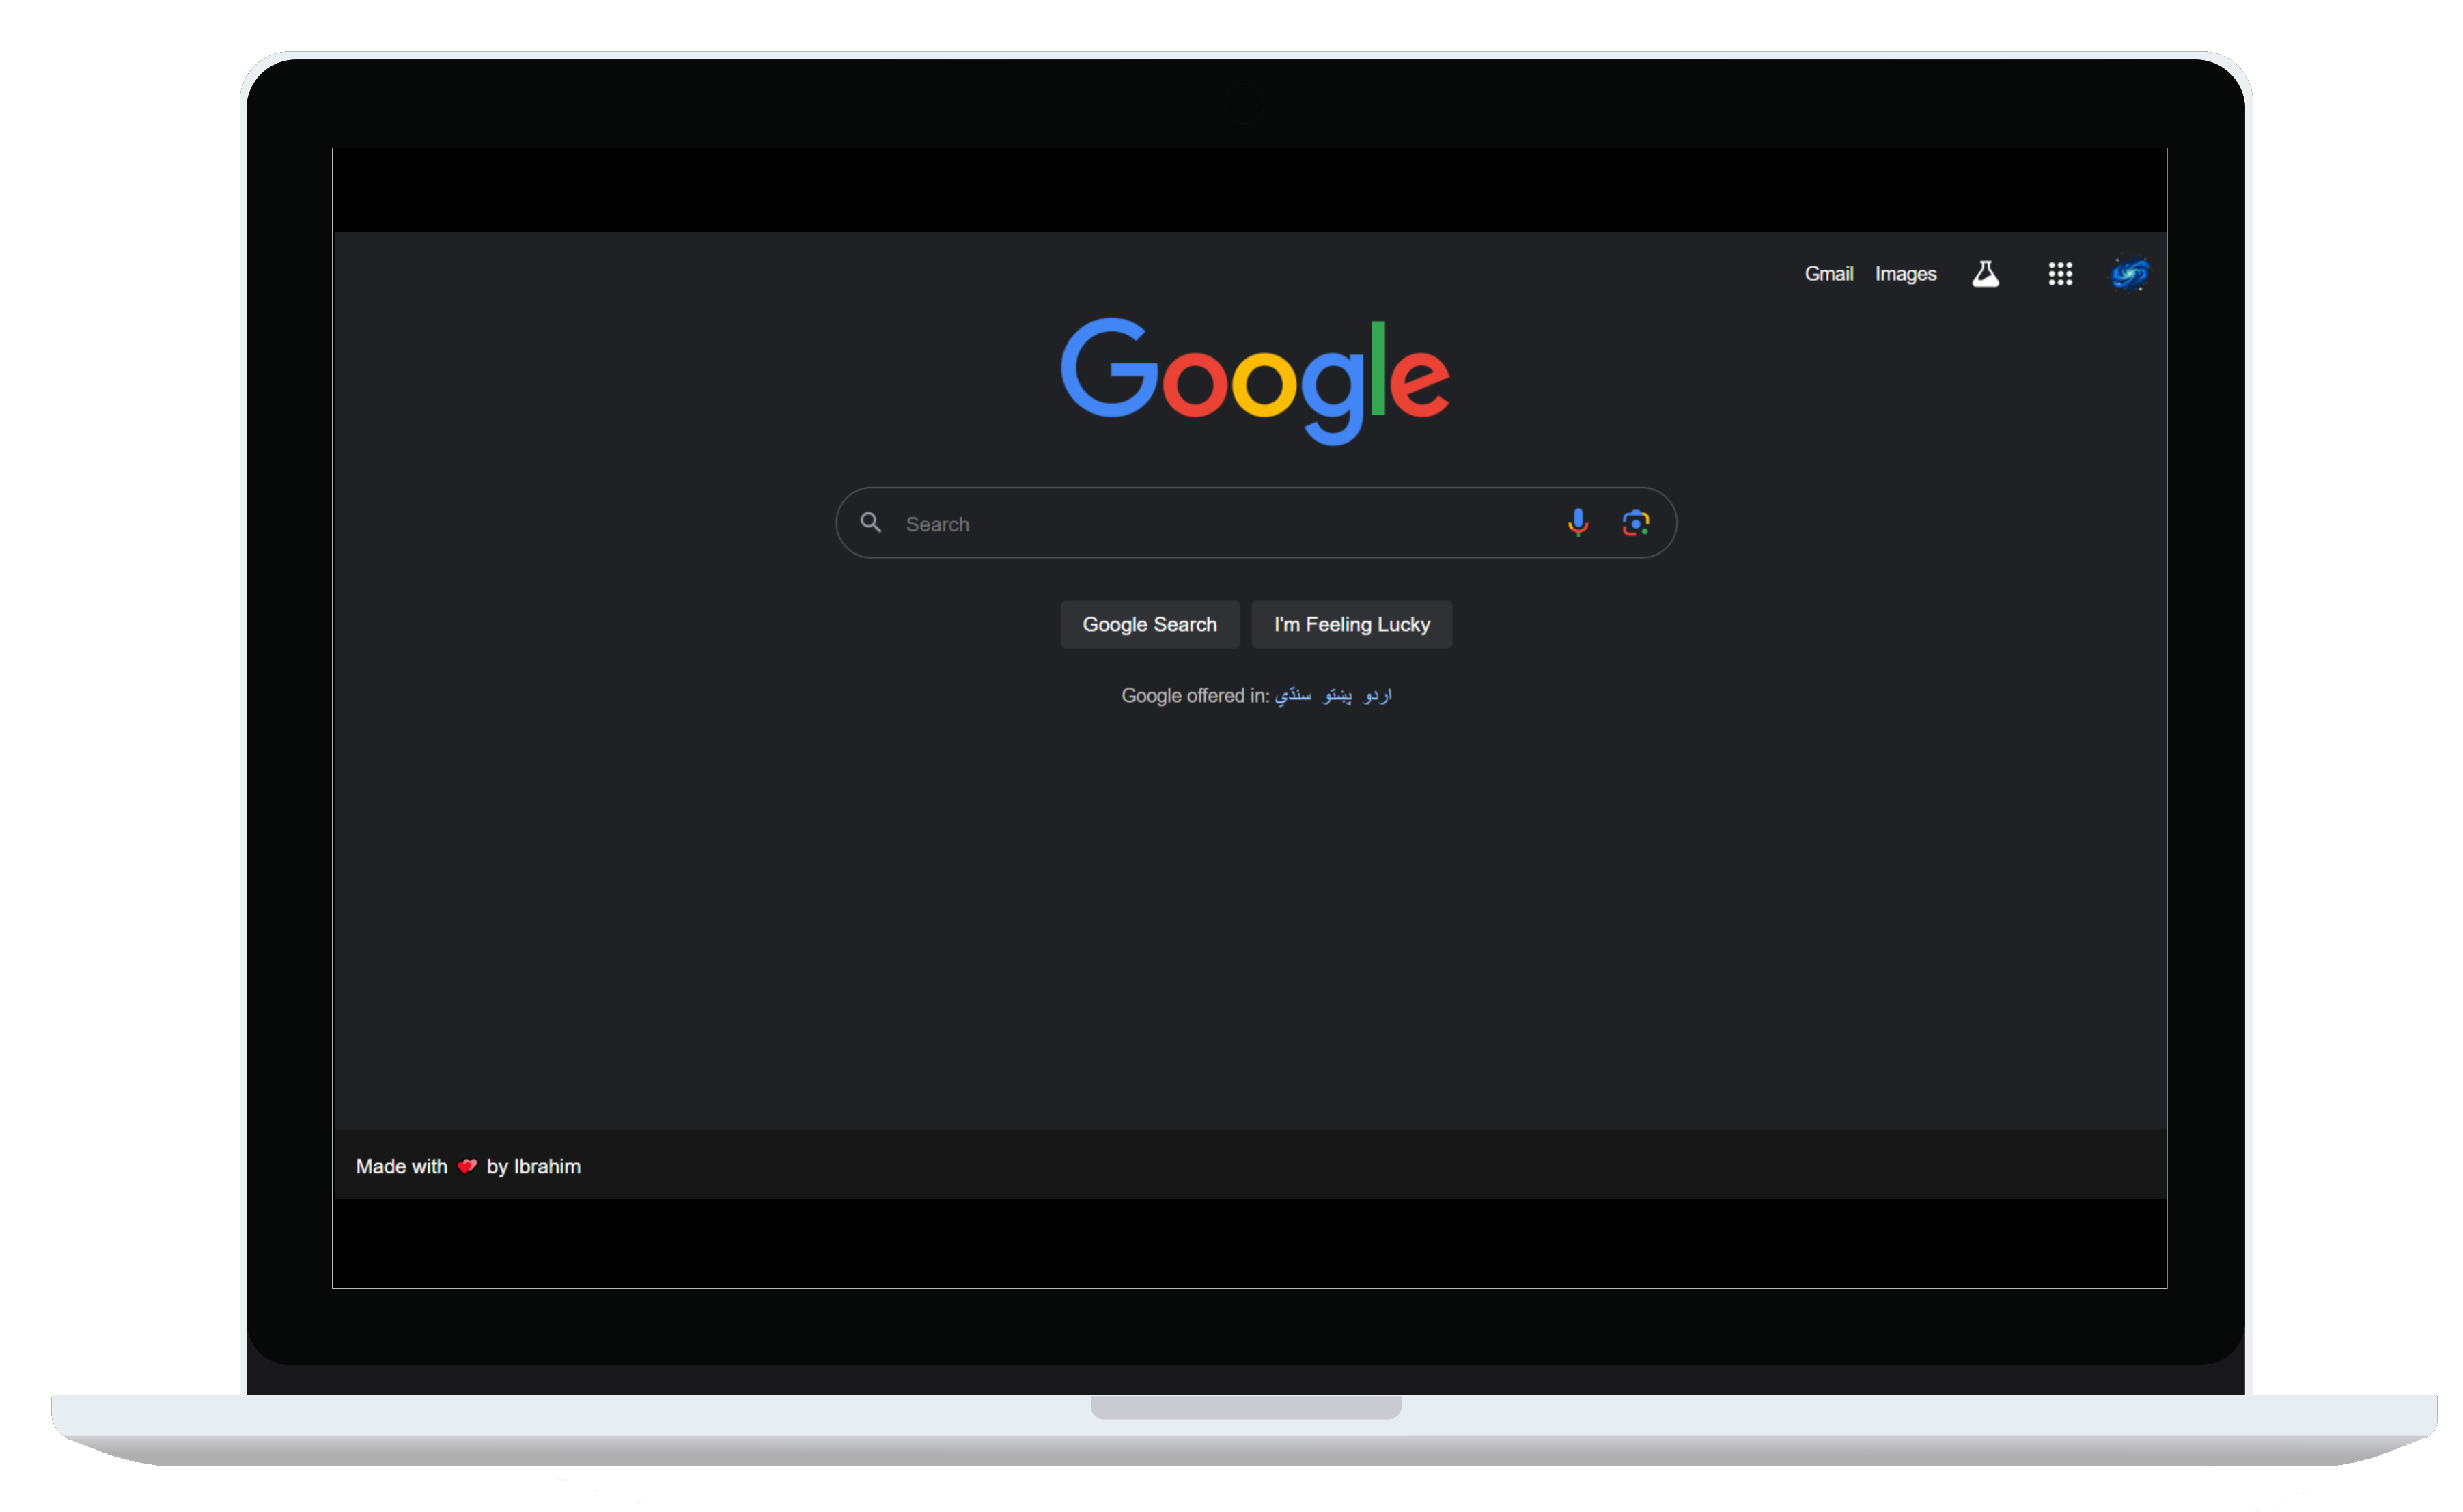 Gmail Images
Google
Search
Google Search I'm Feeling Lucky
Google offered in: اردو پښتو سنڌي
Made with 💕 by Ibrahim